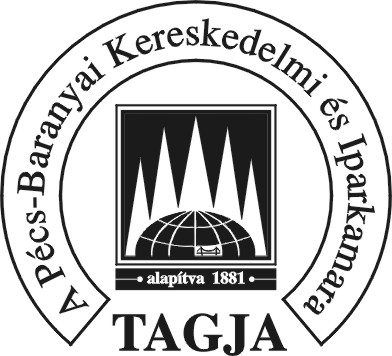 A Pécs-Baranyai Kereskedelmi és Iparkamara
• alapítva 1881 •
TAGJA